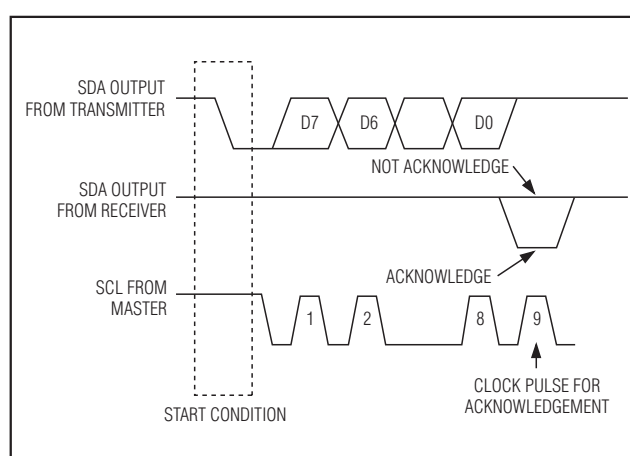 SDA OUTPUT
FROM TRANSMITTER
D7
D6
D0
NOT ACKNOWLEDGE
SDA OUTPUT
FROM RECEIVER
ACKNOWLEDGE
SCL FROM
MASTER
1
2
8
9
CLOCK PULSE FOR
ACKNOWLEDGEMENT
START CONDITION